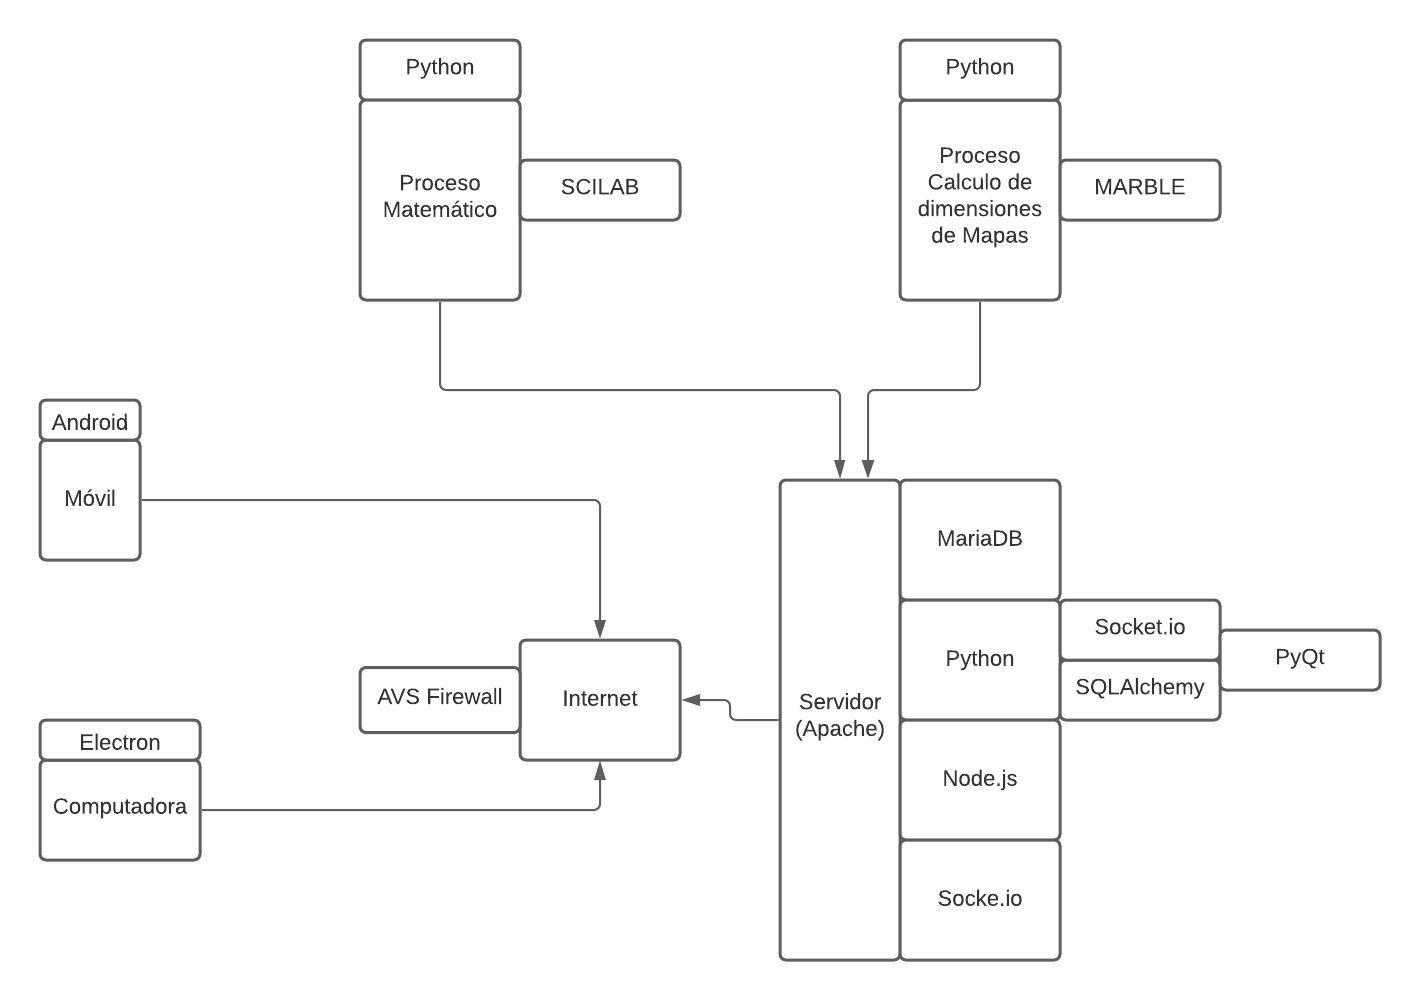 Python
Python
Proceso
Matemático
SCILAB
Proceso
Calculo de
dimensiones
de Mapas
MARBLE
Android
Móvil
MariaDB
Socket.io
Python
PyQt
SQLAlchemy
AVS Firewall
Internet
Servidor
(Apache)
Electron
Computadora
Node.js
Socke.io